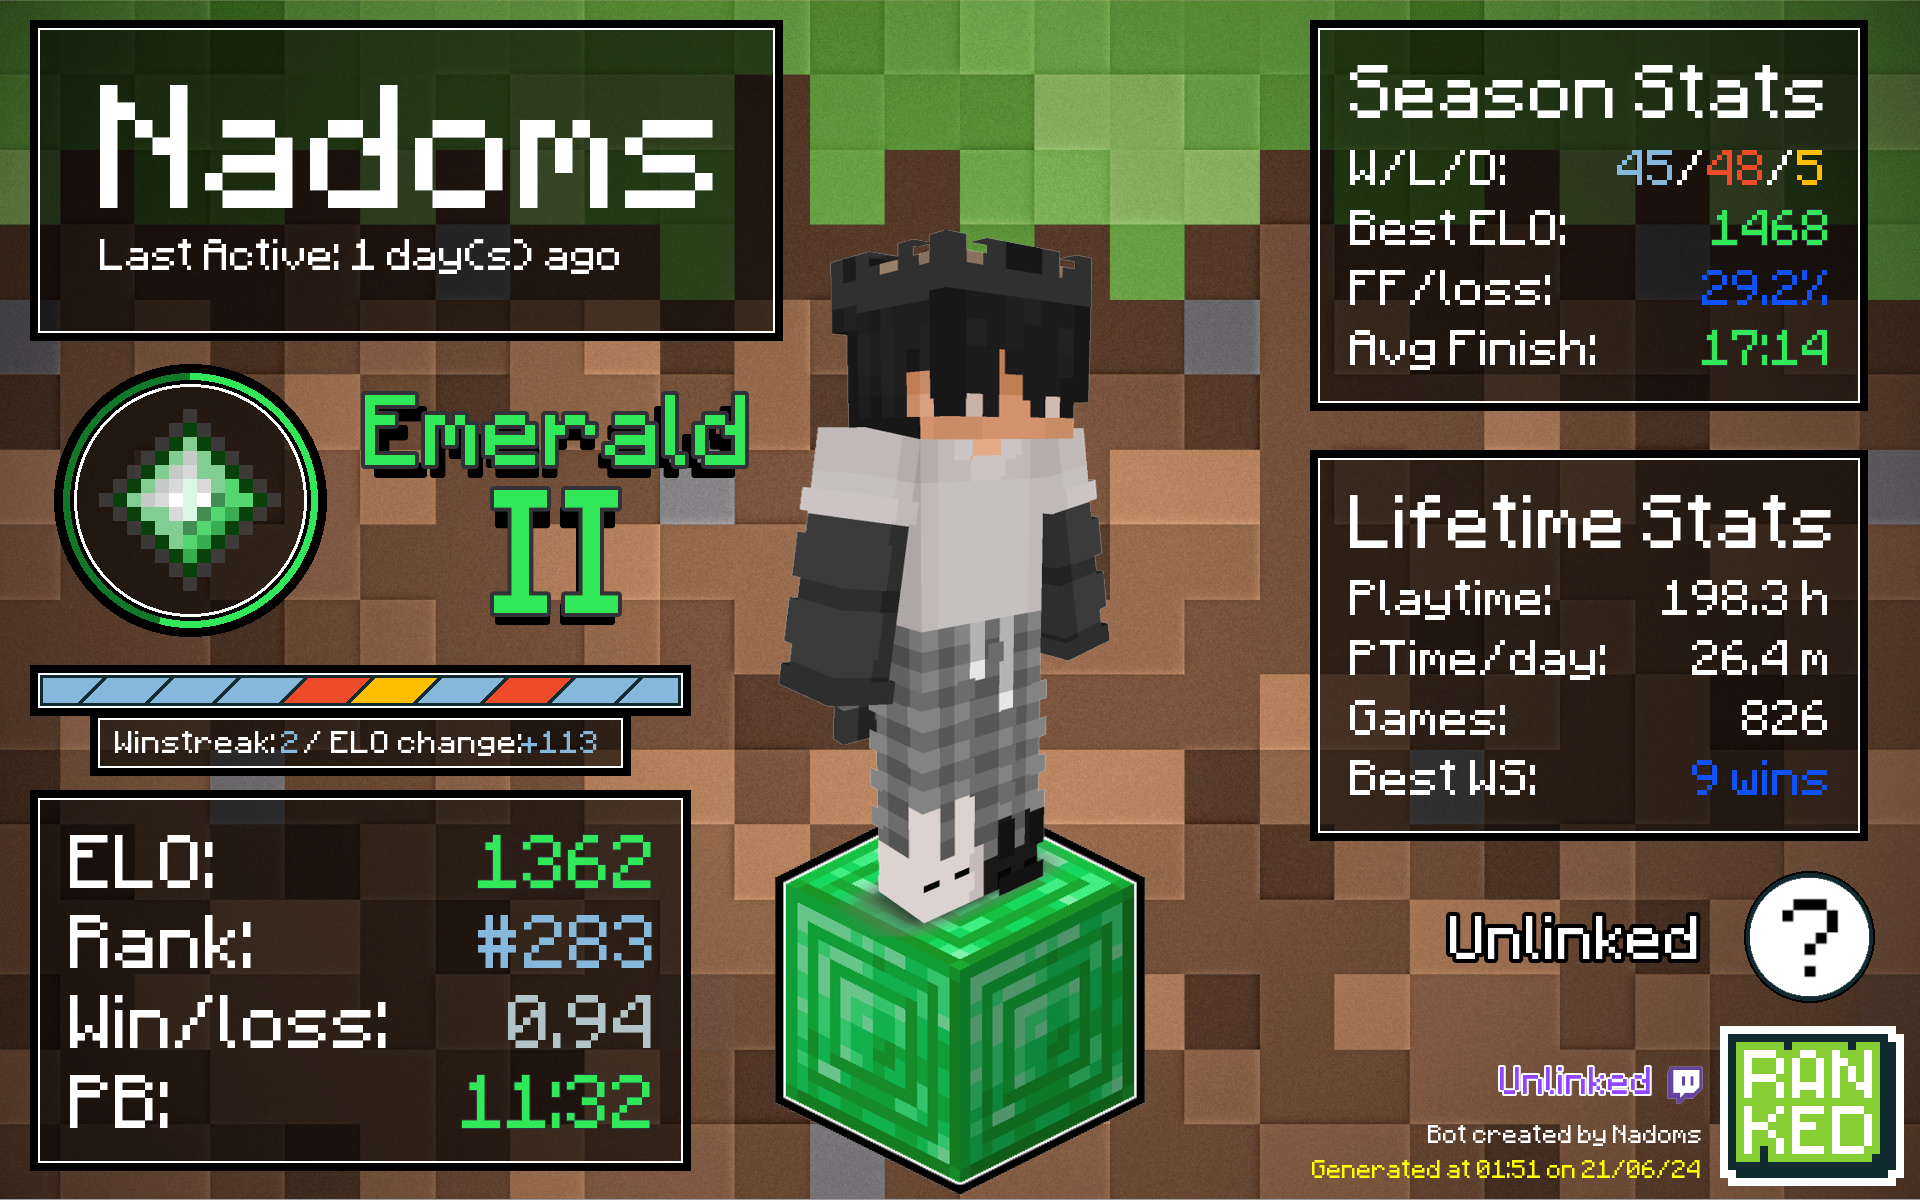 Nadoms
Last Active: 1 day(s) ago
Emerald
II
Winstreak:2 / ELO change:+113
ELO: 1362
Rank: #283
Win/loss: 0.94
PB: 11:32
Season Stats
W/L/D: 45/48/5
Best ELO: 1468
FF/loss: 29.2%
Avg Finish: 17:14
Lifetime Stats
Playtime: 198.3 h
PTime/day: 26.4 m
Games: 826
Best WS: 9 wins
Unlinked ?
Unlinked
Bot created by Nadoms
Generated at 01:51 on 21/06/24
RAN
KED